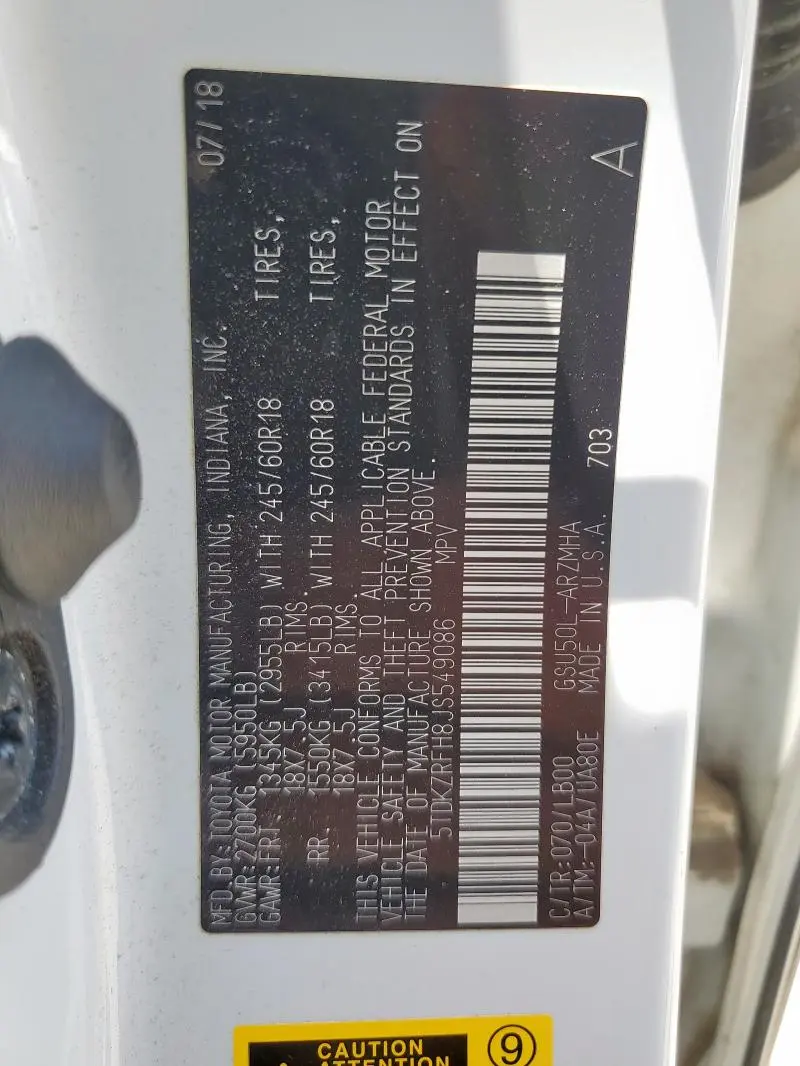 MFD.BY:TOYOTA MOTOR MANUFACTURING, INDIANA, INC. 07/18
GVWR:2700KG (5950LB)
GAWR:FRT 1345KG (2955LB) WITH 245/60R18 TIRES,
18X7.5J RIMS.
RR. 1550KG (3415LB) WITH 245/60R18 TIRES,
18X7.5J RIMS.
THIS VEHICLE CONFORMS TO ALL APPLICABLE FEDERAL MOTOR
VEHICLE SAFETY AND THEFT PREVENTION STANDARDS IN EFFECT ON
THE DATE OF MANUFACTURE SHOWN ABOVE.
5TDKZRFH8JS549086 MPV
C/TR:070/LB00 GSU50L-ARZMHA
A/TM:-04A/UA80E MADE IN U.S.A. 703 A
CAUTION
ATTENTION
9